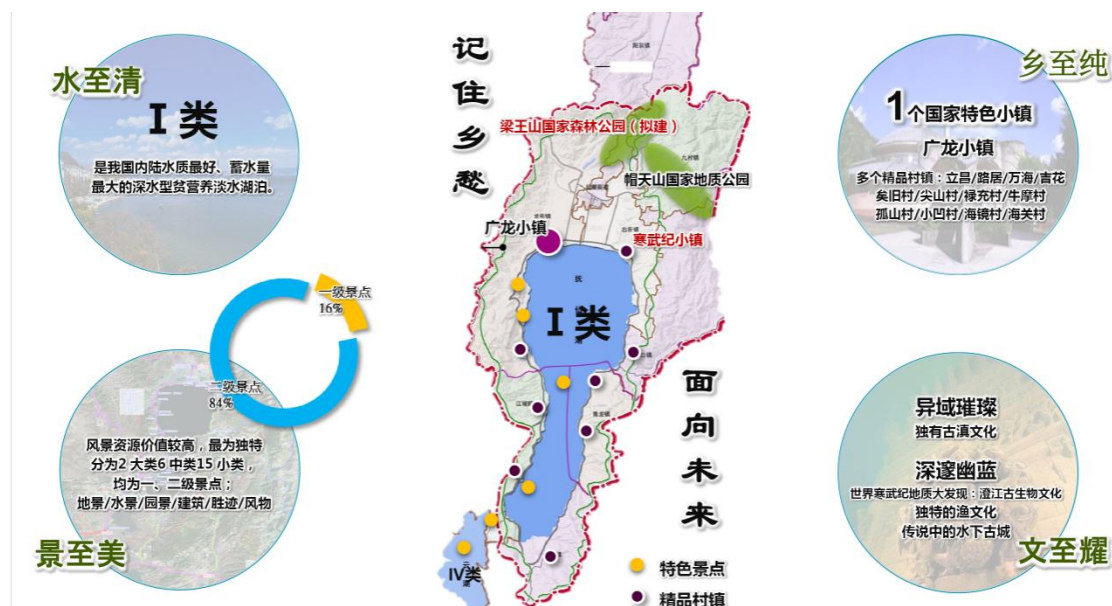 水至清
I 类
是我国内陆水质最好、蓄水量
最大的深水型贫营养淡水湖泊。
一级景点
16%
二级景点
84%
风景资源价值较高，最为独特
分为2 大类6 中类15 小类，
均为一、二级景点；
地景/水景/园景/建筑/胜迹/风物
景至美
记住乡愁
梁王山国家森林公园（拟建）
九村镇
帽天山国家地质公园
广龙小镇
寒武纪小镇
I 类
IV类
面向未来
特色景点
精品村镇
乡至纯
1个国家特色小镇
广龙小镇
多个精品村镇：立昌/路居/万海/吉花
矣旧村/尖山村/禄充村/牛摩村
孤山村/小凹村/海镜村/海关村
异域璀璨
独有古滇文化
深邃幽蓝
世界寒武纪地质大发现：澄江古生物文化
独特的渔文化
传说中的水下古城
文至耀